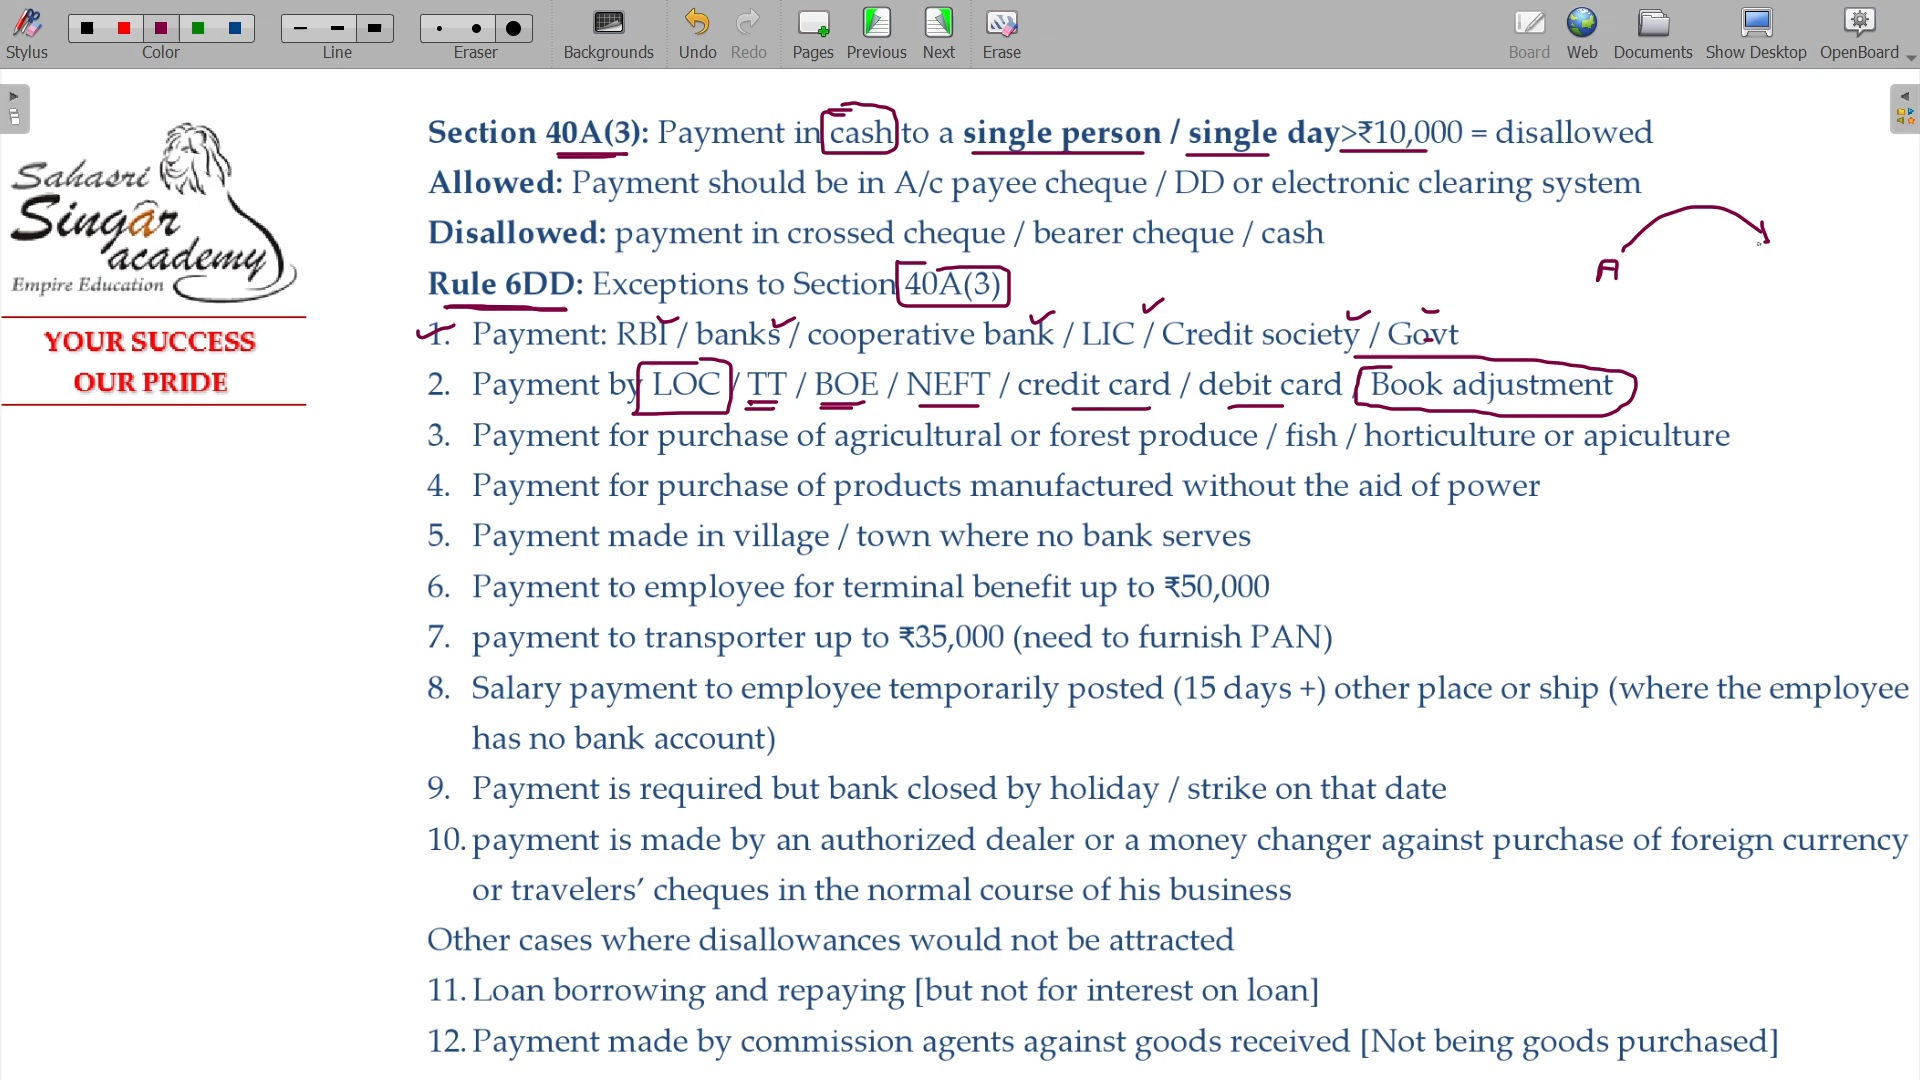 Stylus Color Line Eraser Backgrounds Undo Redo Pages Previous Next Erase Board Web Documents Show Desktop OpenBoard
Sahasri
Singar
academy
Empire Education
YOUR SUCCESS
OUR PRIDE
Section 40A(3): Payment in cash to a single person / single day>₹10,000 = disallowed
Allowed: Payment should be in A/c payee cheque / DD or electronic clearing system
Disallowed: payment in crossed cheque / bearer cheque / cash
A
Rule 6DD: Exceptions to Section 40A(3)
1. Payment: RBI / banks / cooperative bank / LIC / Credit society / Govt
2. Payment by LOC / TT / BOE / NEFT / credit card / debit card / Book adjustment
3. Payment for purchase of agricultural or forest produce / fish / horticulture or apiculture
4. Payment for purchase of products manufactured without the aid of power
5. Payment made in village / town where no bank serves
6. Payment to employee for terminal benefit up to ₹50,000
7. payment to transporter up to ₹35,000 (need to furnish PAN)
8. Salary payment to employee temporarily posted (15 days +) other place or ship (where the employee
has no bank account)
9. Payment is required but bank closed by holiday / strike on that date
10. payment is made by an authorized dealer or a money changer against purchase of foreign currency
or travelers’ cheques in the normal course of his business
Other cases where disallowances would not be attracted
11. Loan borrowing and repaying [but not for interest on loan]
12. Payment made by commission agents against goods received [Not being goods purchased]